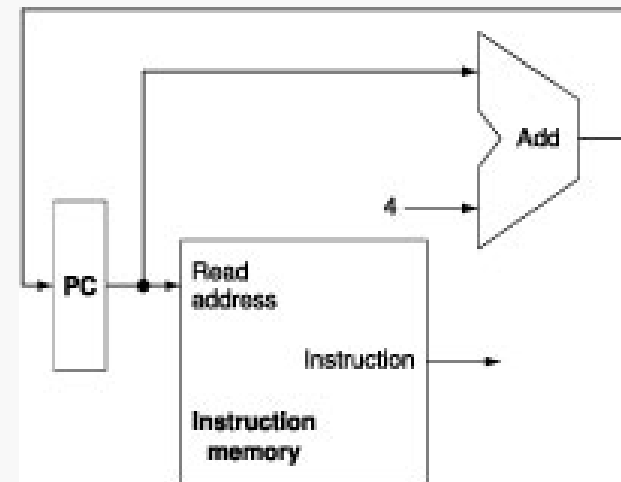 Add
4
PC
Read
address
Instruction
Instruction
memory